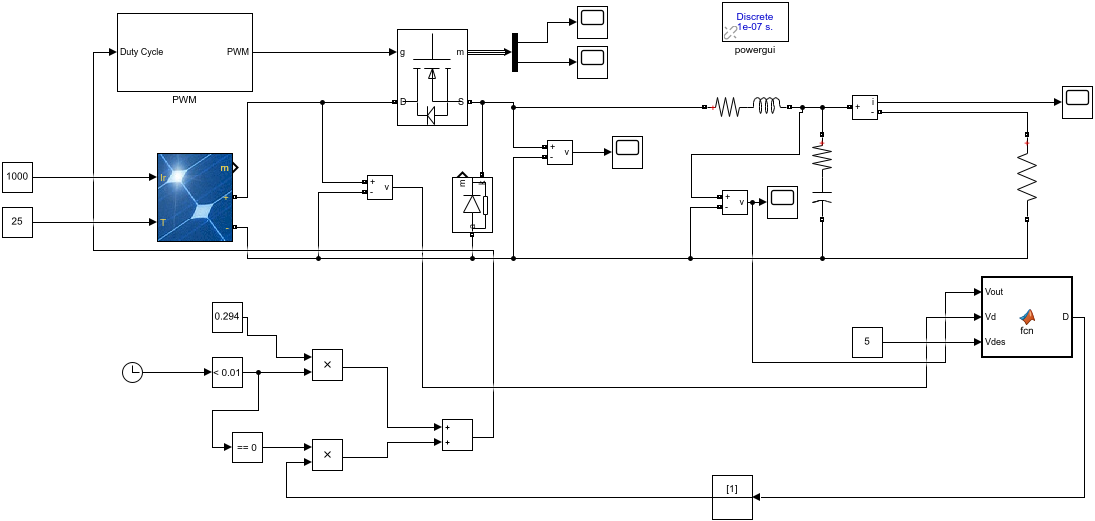 Discrete
1e-07 s.
powergui
Duty Cycle
PWM
PWM
g
m
D
S
i
+
-
1000
25
Ir
T
m
+
-
+
-
v
m
+
-
v
+
-
v
0.294
< 0.01
×
== 0
×
+
+
5
Vout
Vd
Vdes
D
fcn
[1]